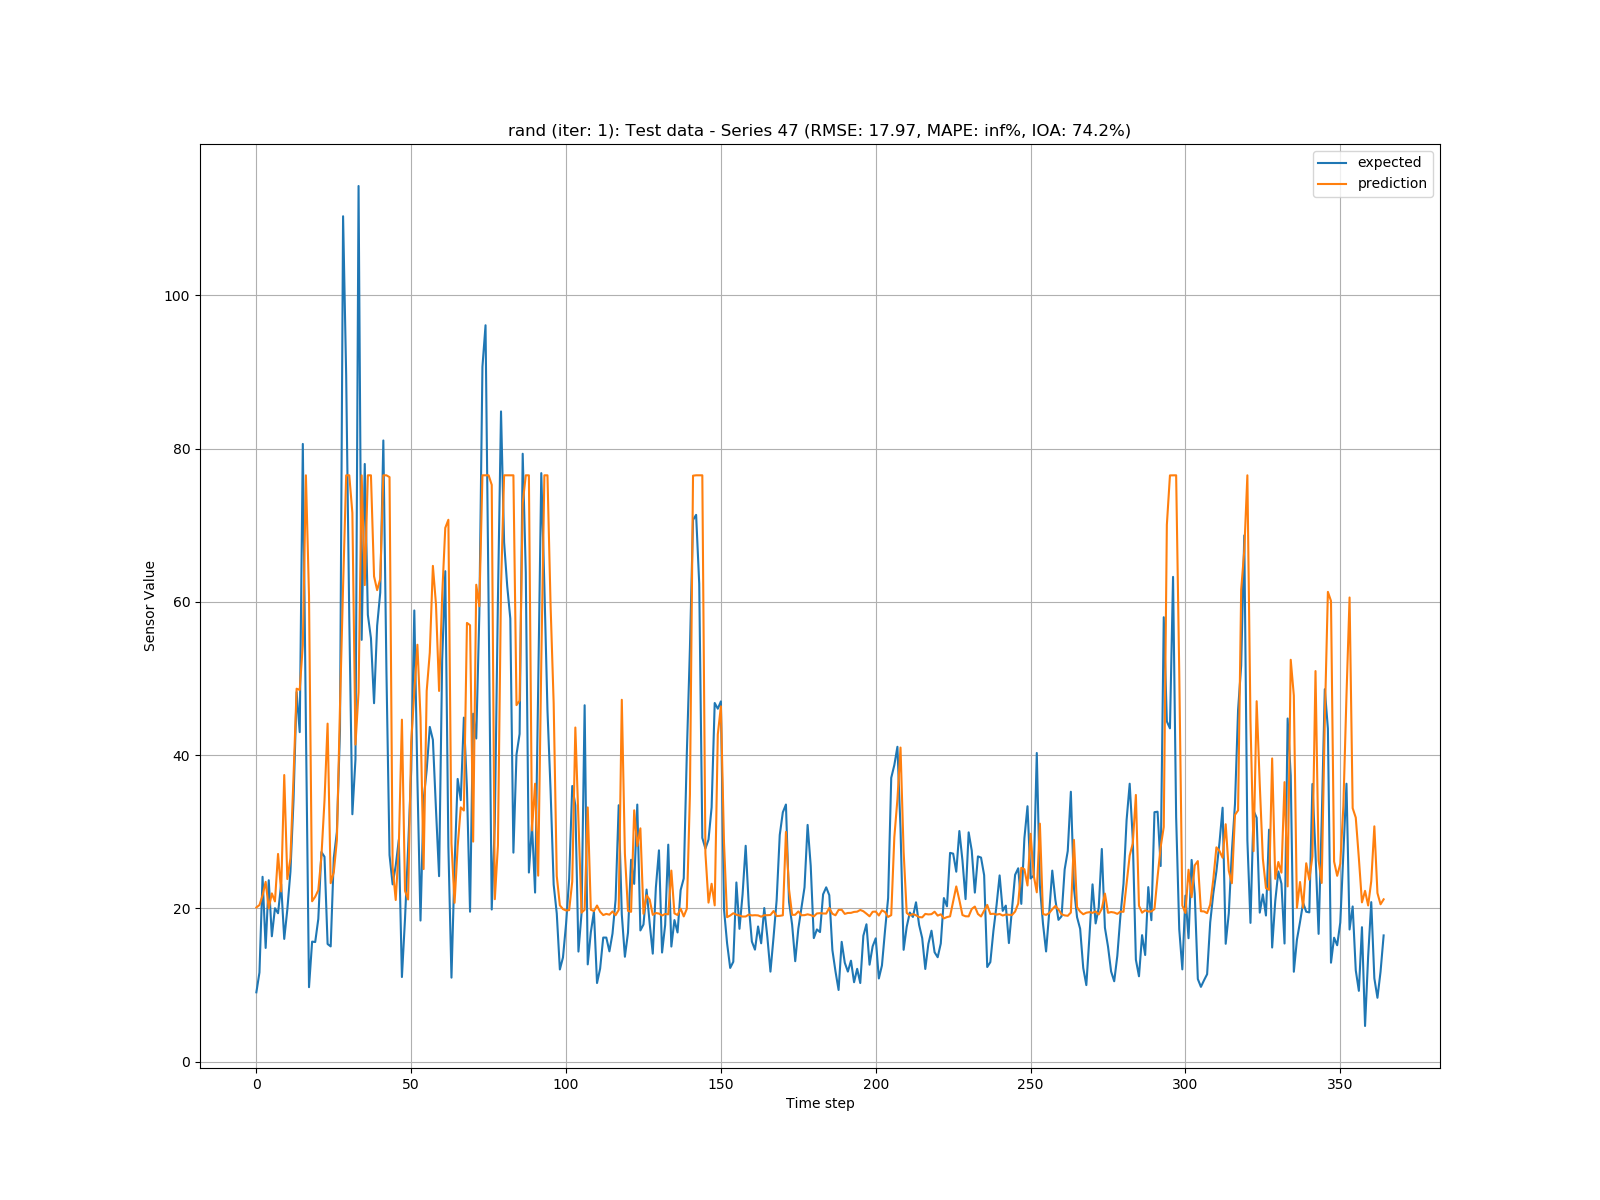 rand (iter: 1): Test data - Series 47 (RMSE: 17.97, MAPE: inf%, IOA: 74.2%)
expected
prediction
Sensor Value
100
80
60
40
20
0
0 50 100 150 200 250 300 350
Time step